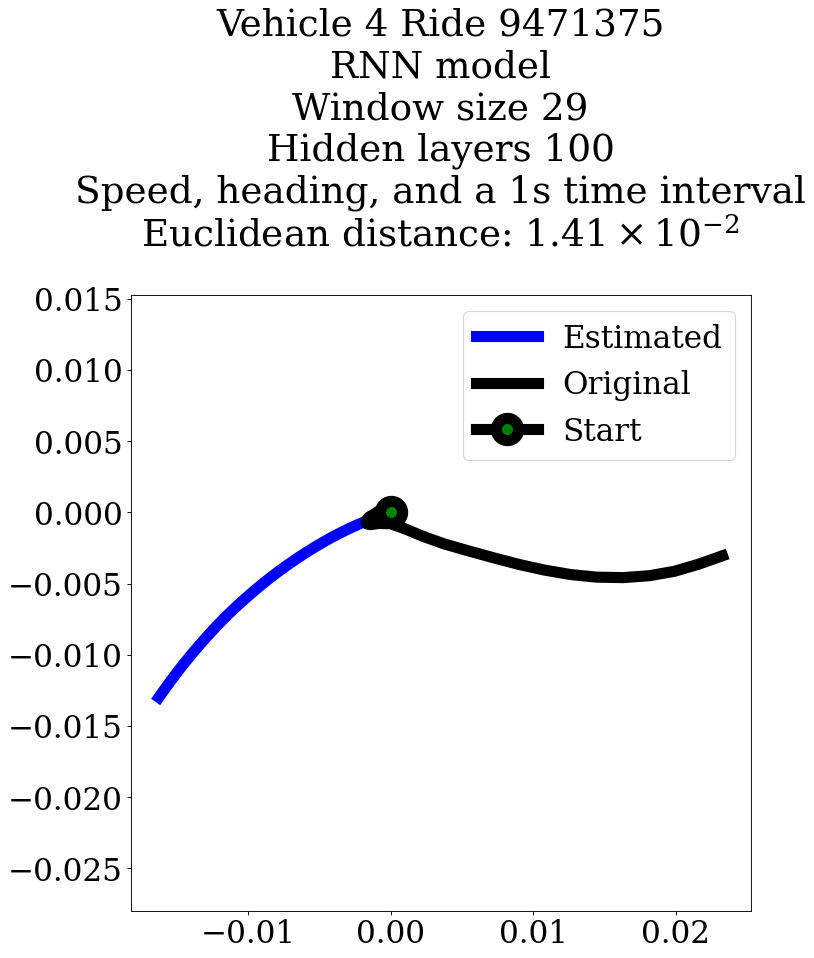 Vehicle 4 Ride 9471375
RNN model
Window size 29
Hidden layers 100
Speed, heading, and a 1s time interval
Euclidean distance: 1.41 × 10⁻²
0.015
0.010
0.005
0.000
−0.005
−0.010
−0.015
−0.020
−0.025
Estimated
Original
Start
−0.01 0.00 0.01 0.02